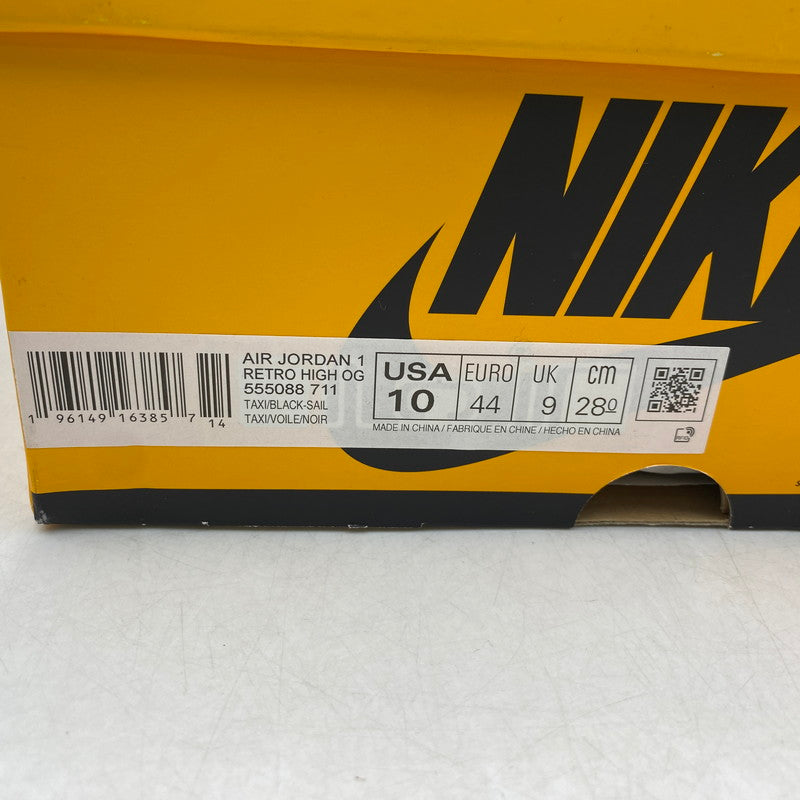 NIK
AIR JORDAN 1
RETRO HIGH OG
555088 711
TAXI/BLACK-SAIL
TAXI/VOILE/NOIR
1 96149 16385 7 14
USA EURO UK cm
10 44 9 28.0
MADE IN CHINA / FABRIQUE EN CHINE / HECHO EN CHINA